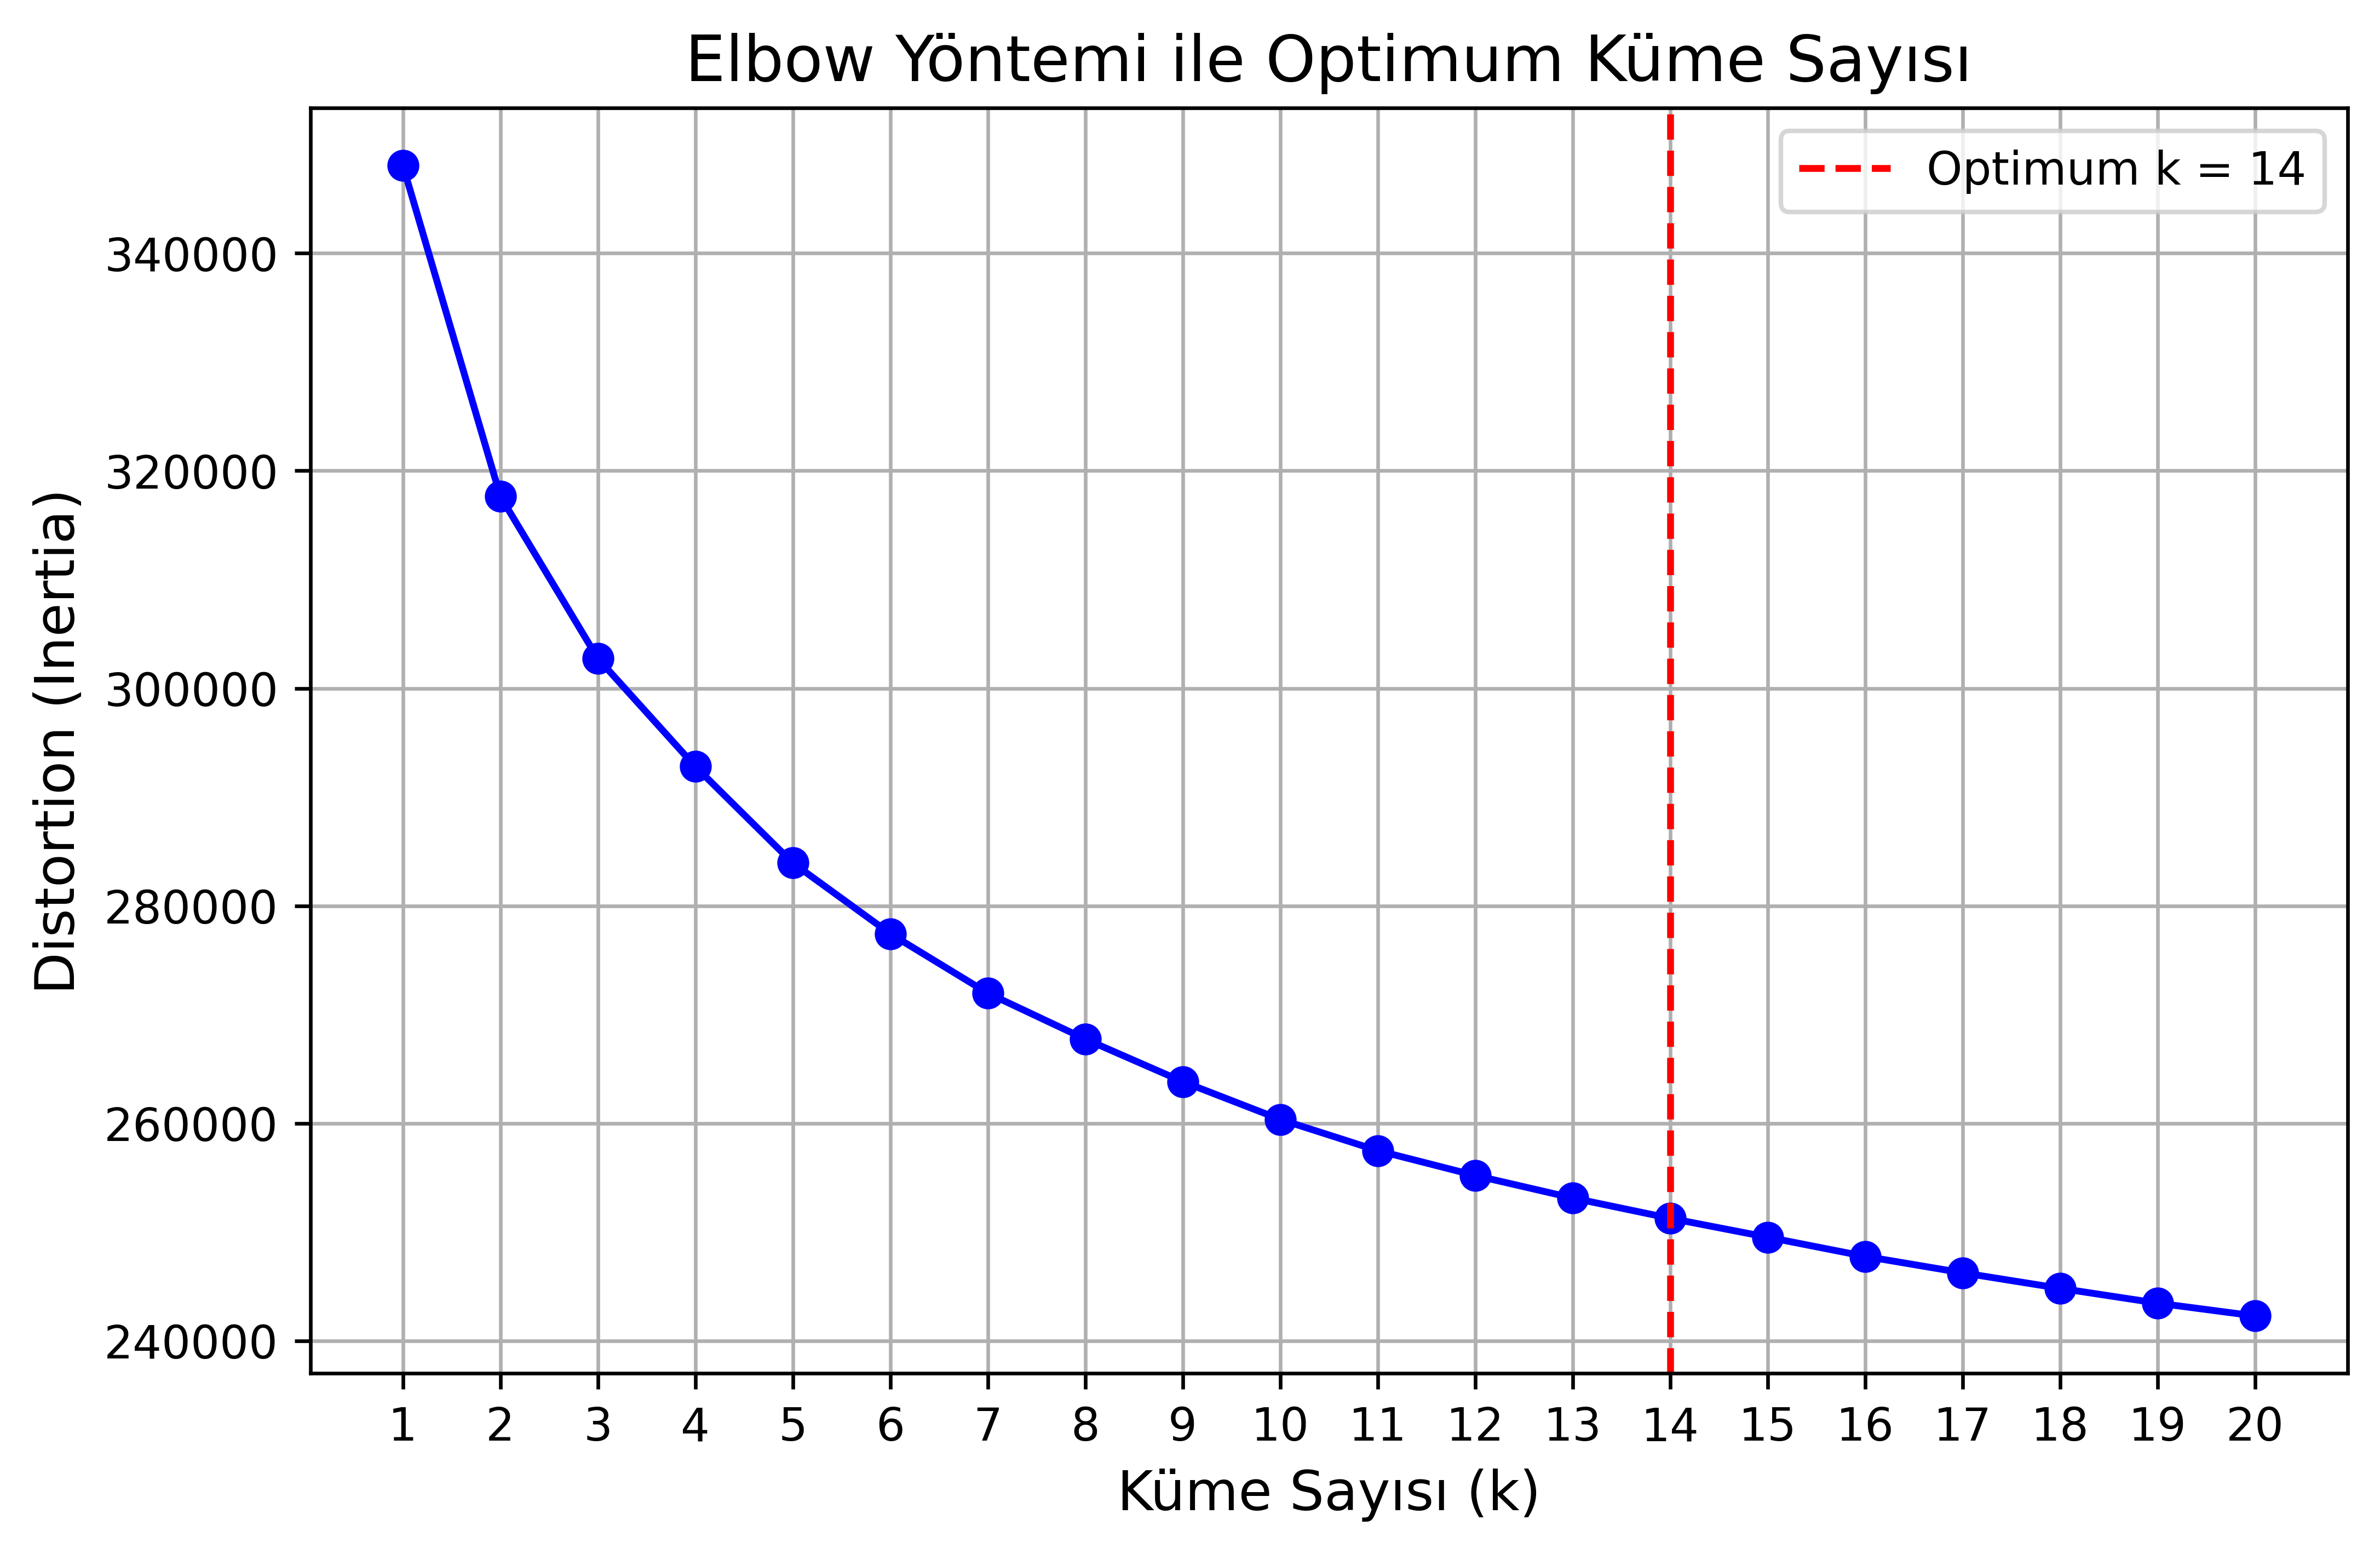 Elbow Yöntemi ile Optimum Küme Sayısı
Optimum k = 14
Distortion (Inertia)
340000
320000
300000
280000
260000
240000
1 2 3 4 5 6 7 8 9 10 11 12 13 14 15 16 17 18 19 20
Küme Sayısı (k)